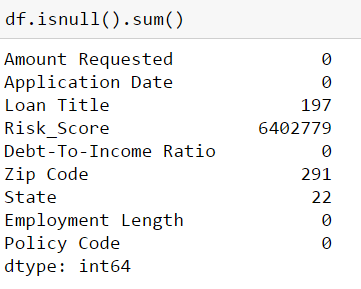 df.isnull().sum()
Amount Requested 0
Application Date 0
Loan Title 197
Risk_Score 6402779
Debt-To-Income Ratio 0
Zip Code 291
State 22
Employment Length 0
Policy Code 0
dtype: int64